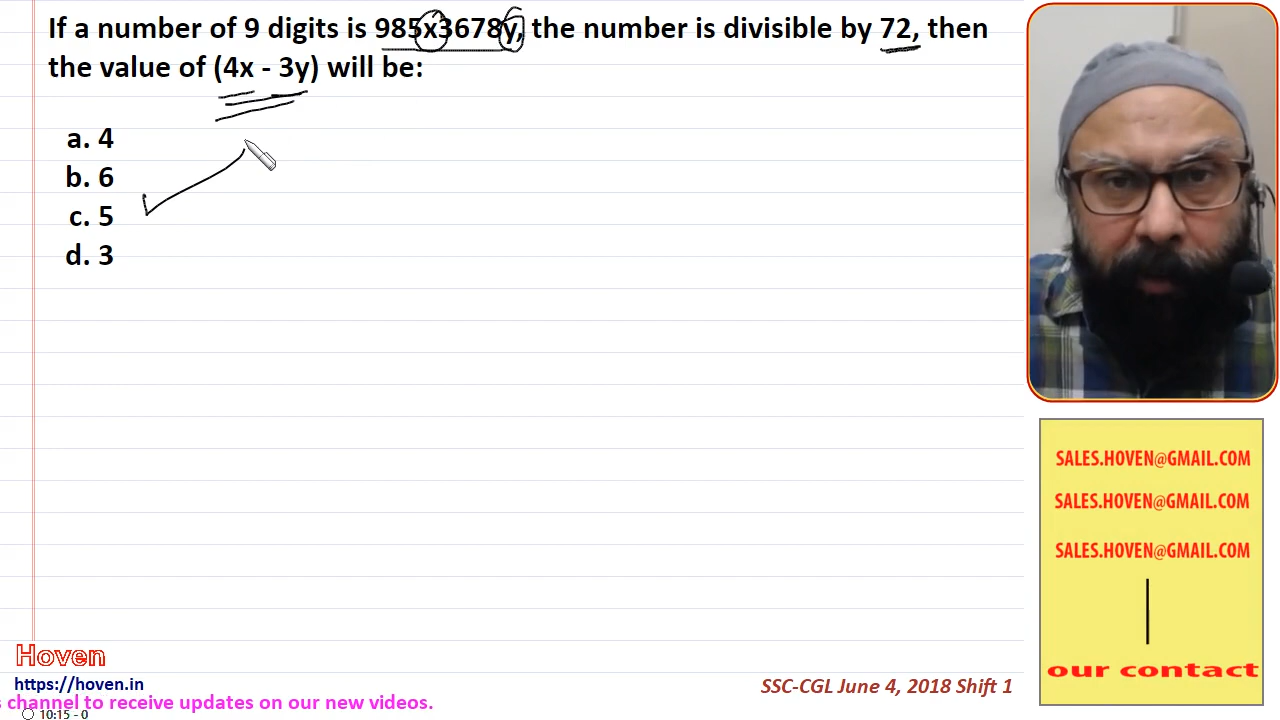 If a number of 9 digits is 985x3678y, the number is divisible by 72, then
the value of (4x - 3y) will be:
a. 4
b. 6
c. 5
d. 3
SALES.HOVEN@GMAIL.COM
SALES.HOVEN@GMAIL.COM
SALES.HOVEN@GMAIL.COM
our contact
Hoven
https://hoven.in
SSC-CGL June 4, 2018 Shift 1
s channel to receive updates on our new videos.
10:15 - 0